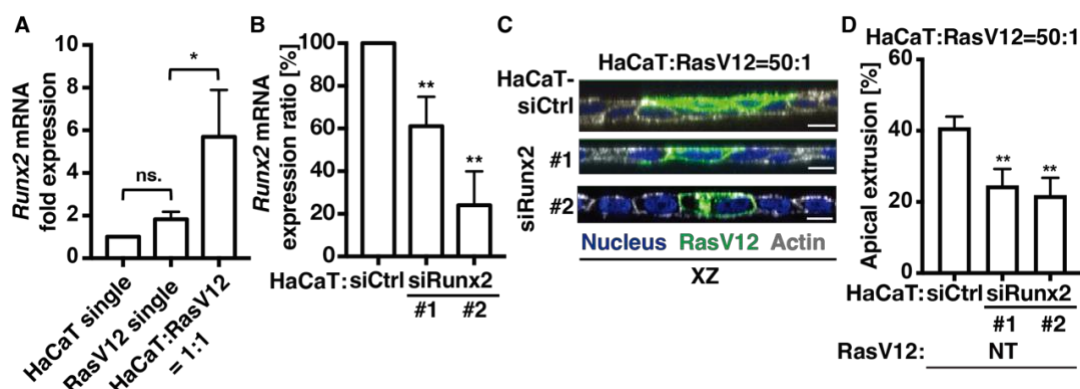 A
Runx2 mRNA
fold expression
10
8
6
4
2
0
ns.
*
HaCaT single
RasV12 single
HaCaT:RasV12
= 1:1
B
Runx2 mRNA
expression ratio [%]
100
80
60
40
20
0
**
**
HaCaT: siCtrl siRunx2
#1 #2
C
HaCaT:RasV12=50:1
HaCaT-
siCtrl
siRunx2
#1
#2
Nucleus RasV12 Actin
XZ
D
HaCaT:RasV12=50:1
Apical extrusion [%]
60
40
20
0
**
**
HaCaT: siCtrl siRunx2
#1 #2
RasV12: NT